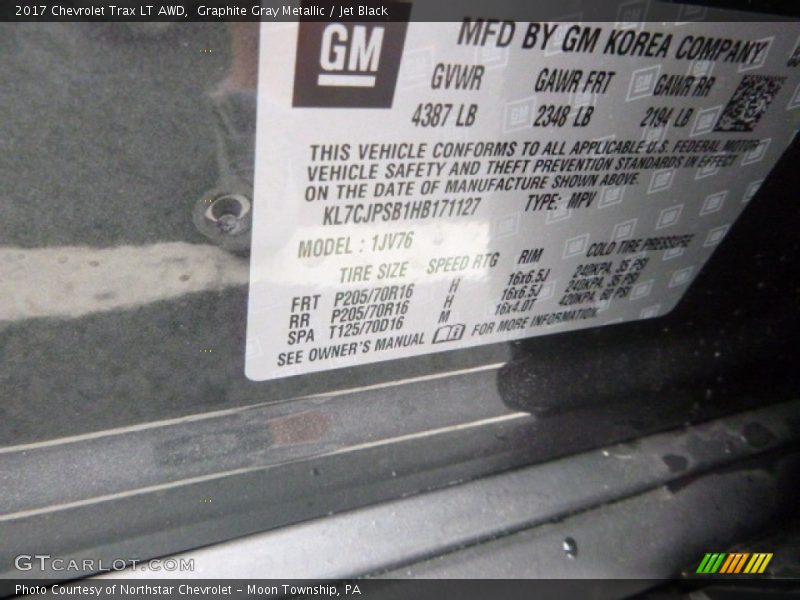 2017 Chevrolet Trax LT AWD,  Graphite Gray Metallic / Jet Black
GM
MFD BY GM KOREA COMPANY
GVWR GAWR FRT GAWR RR
4387 LB 2348 LB 2194 LB
THIS VEHICLE CONFORMS TO ALL APPLICABLE U.S. FEDERAL MOTOR
VEHICLE SAFETY AND THEFT PREVENTION STANDARDS IN EFFECT
ON THE DATE OF MANUFACTURE SHOWN ABOVE.
KL7CJPSB1HB171127 TYPE: MPV
MODEL : 1JV76
TIRE SIZE SPEED RTG RIM COLD TIRE PRESSURE
FRT P205/70R16 H 16x6.5J 240KPA, 35 PSI
RR P205/70R16 H 16x6.5J 240KPA, 35 PSI
SPA T125/70D16 M 16x4.0T 420KPA, 60 PSI
SEE OWNER'S MANUAL FOR MORE INFORMATION.
GTCARLOT.COM
Photo Courtesy of Northstar Chevrolet – Moon Township, PA